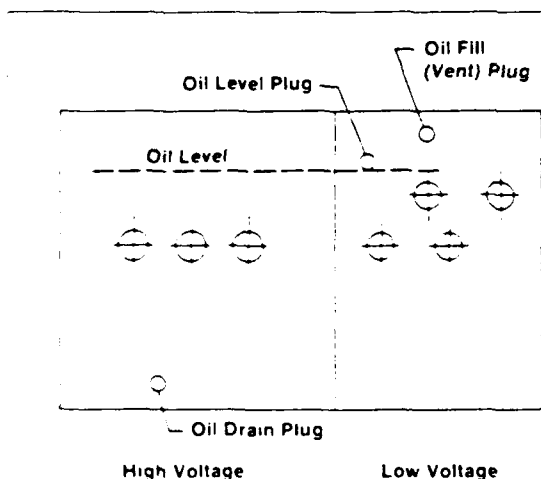 Oil Fill
(Vent) Plug
Oil Level Plug
Oil Level
Oil Drain Plug
High Voltage
Low Voltage